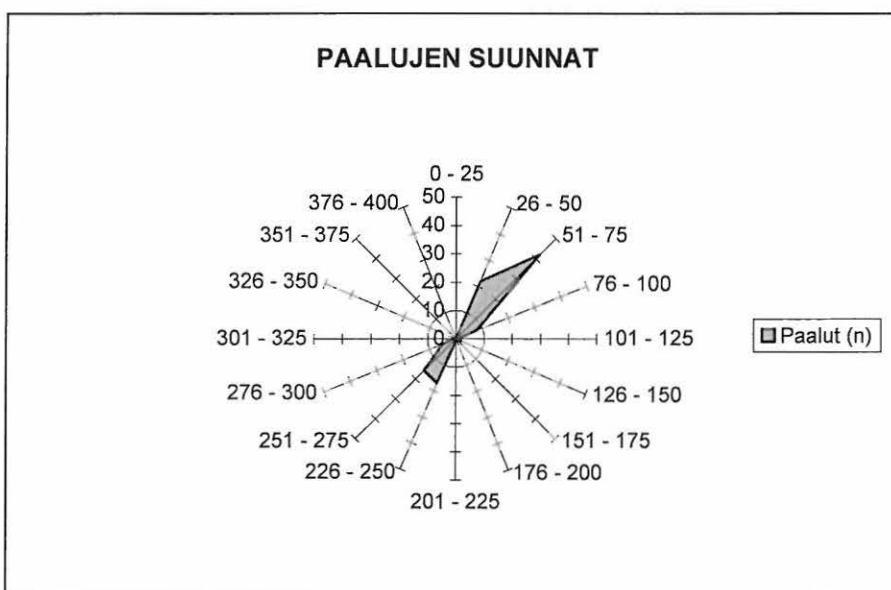 PAALUJEN SUUNNAT
0 - 25
376 - 400
50
26 - 50
351 - 375
40
51 - 75
326 - 350
30
76 - 100
20
10
301 - 325
0
101 - 125
Paalut (n)
276 - 300
126 - 150
251 - 275
151 - 175
226 - 250
176 - 200
201 - 225